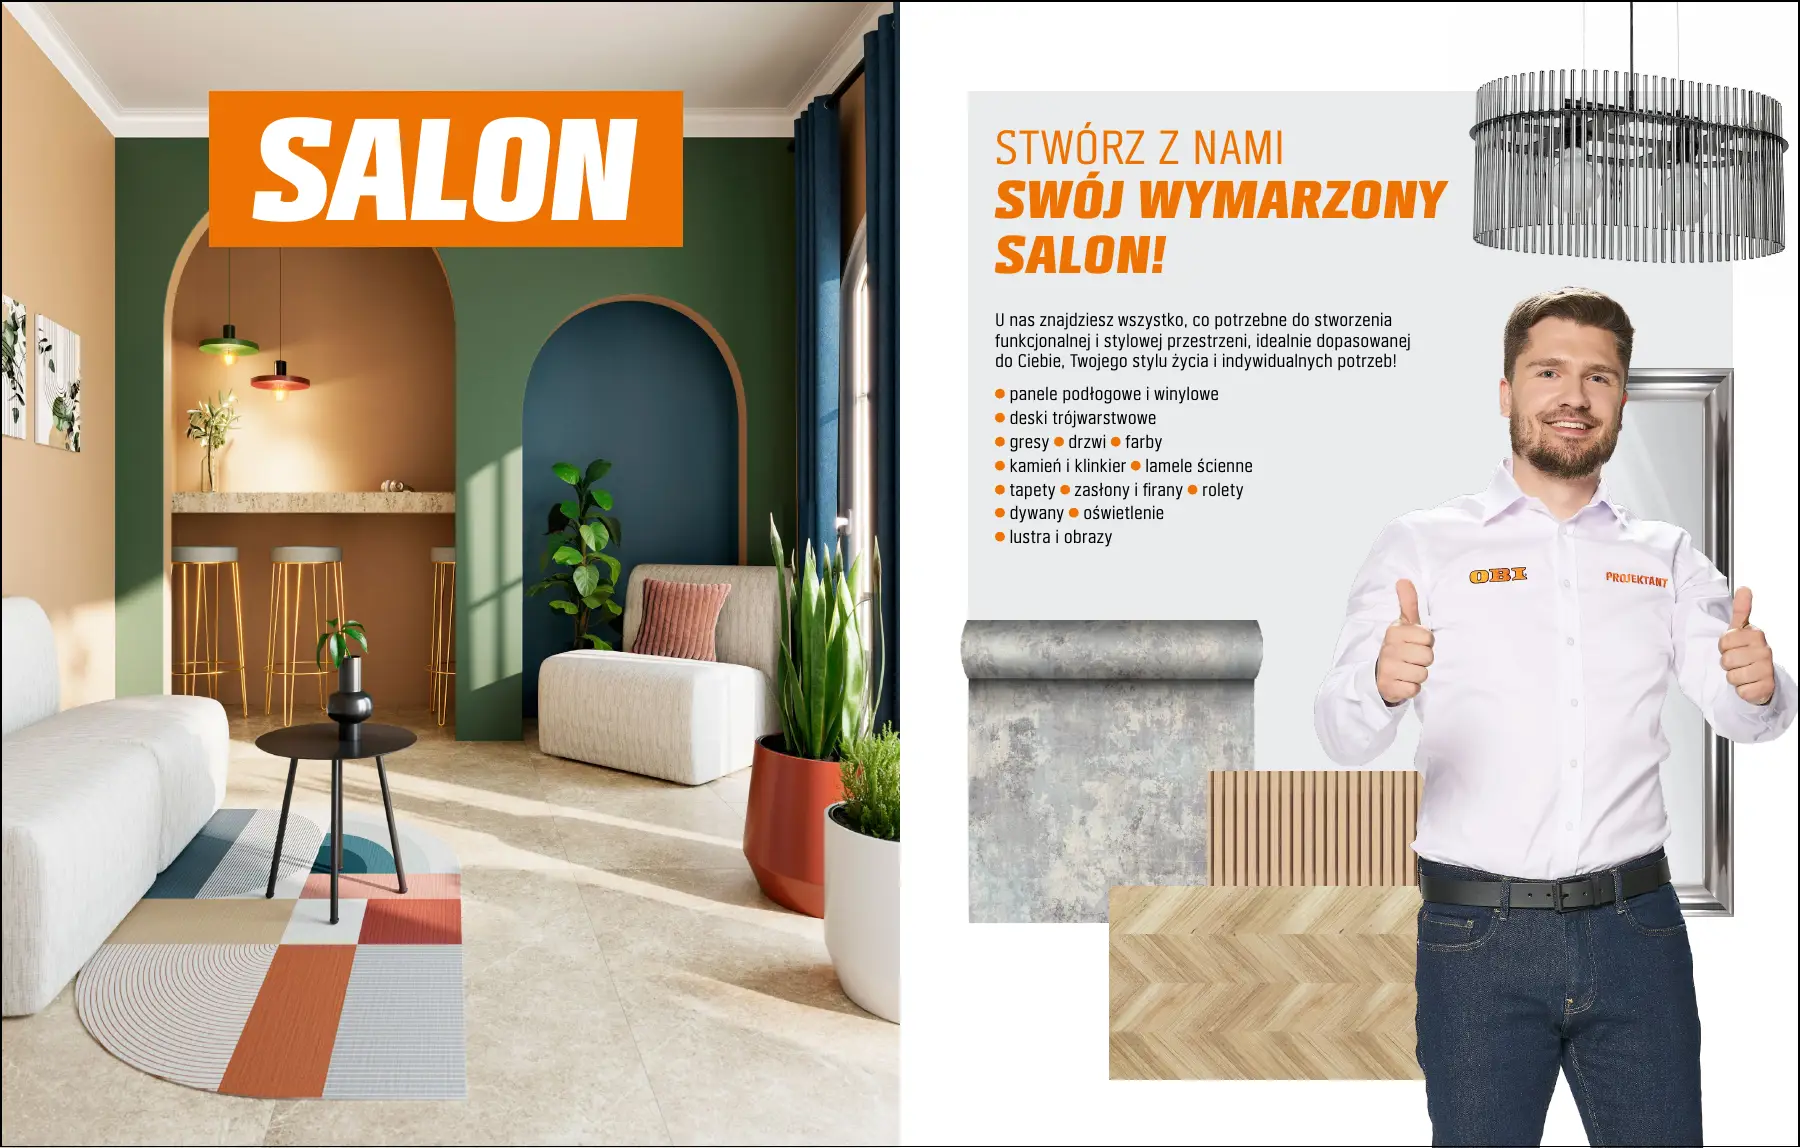 SALON
STWÓRZ Z NAMI
SWÓJ WYMARZONY
SALON!
U nas znajdziesz wszystko, co potrzebne do stworzenia
funkcjonalnej i stylowej przestrzeni, idealnie dopasowanej
do Ciebie, Twojego stylu życia i indywidualnych potrzeb!
● panele podłogowe i winylowe
● deski trójwarstwowe
● gresy ● drzwi ● farby
● kamień i klinkier ● lamele ścienne
● tapety ● zasłony i firany ● rolety
● dywany ● oświetlenie
● lustra i obrazy
OBI
PROJEKTANT